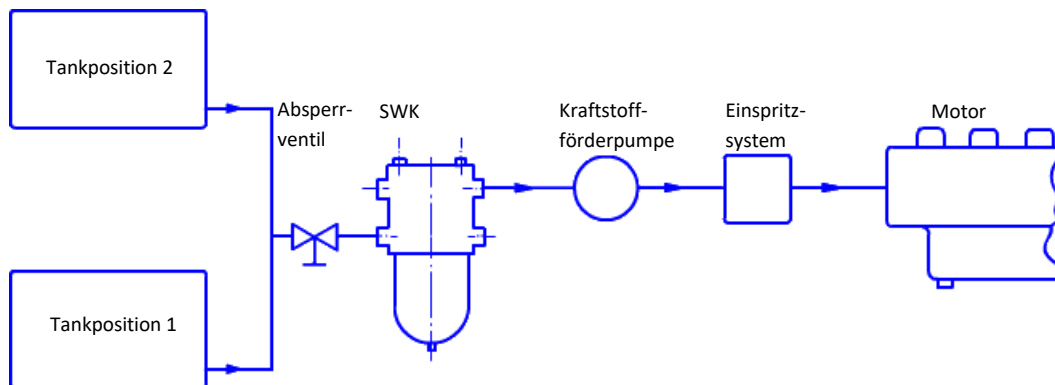 Tankposition 2
Absperr-
ventil
SWK
Kraftstoff-
förderpumpe
Einspritz-
system
Motor
Tankposition 1